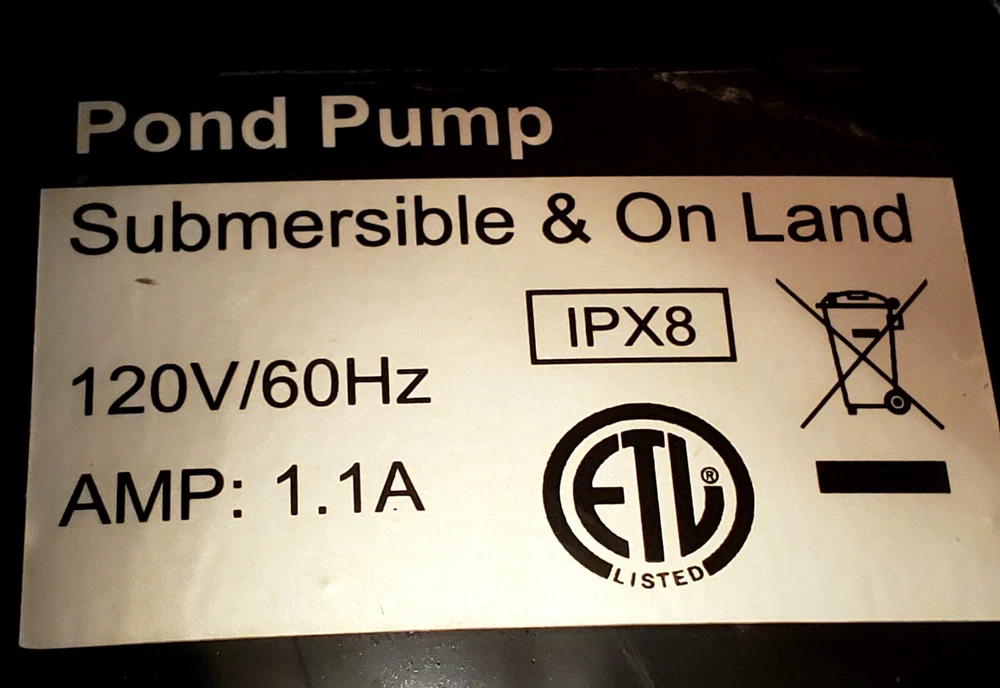 Pond Pump
Submersible & On Land
IPX8
120V/60Hz
AMP: 1.1A
ETL®
LISTED